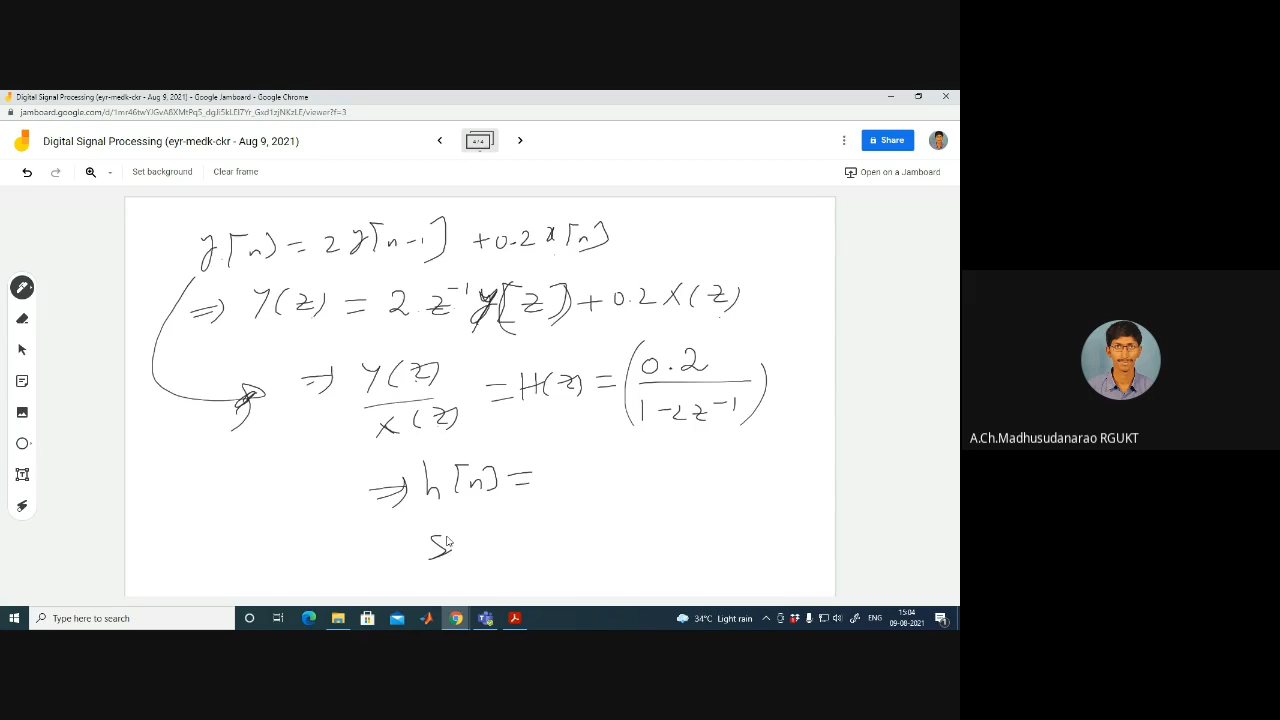 Digital Signal Processing (eyr-medk-ckr - Aug 9, 2021) - Google Jamboard - Google Chrome
Digital Signal Processing (eyr-medk-ckr - Aug 9, 2021)
4 / 4
Share
Set background
Clear frame
Open on a Jamboard
y[n] = 2 y[n-1] + 0.2 x[n]
⇒ Y(z) = 2 z⁻¹ Y[z] + 0.2 X(z)
⇒ Y(z) / X(z) = H(z) = (0.2 / 1-2z⁻¹)
⇒ h[n] =
S
A.Ch.Madhusudanarao RGUKT
Type here to search
34°C Light rain
ENG
15:04
09-08-2021